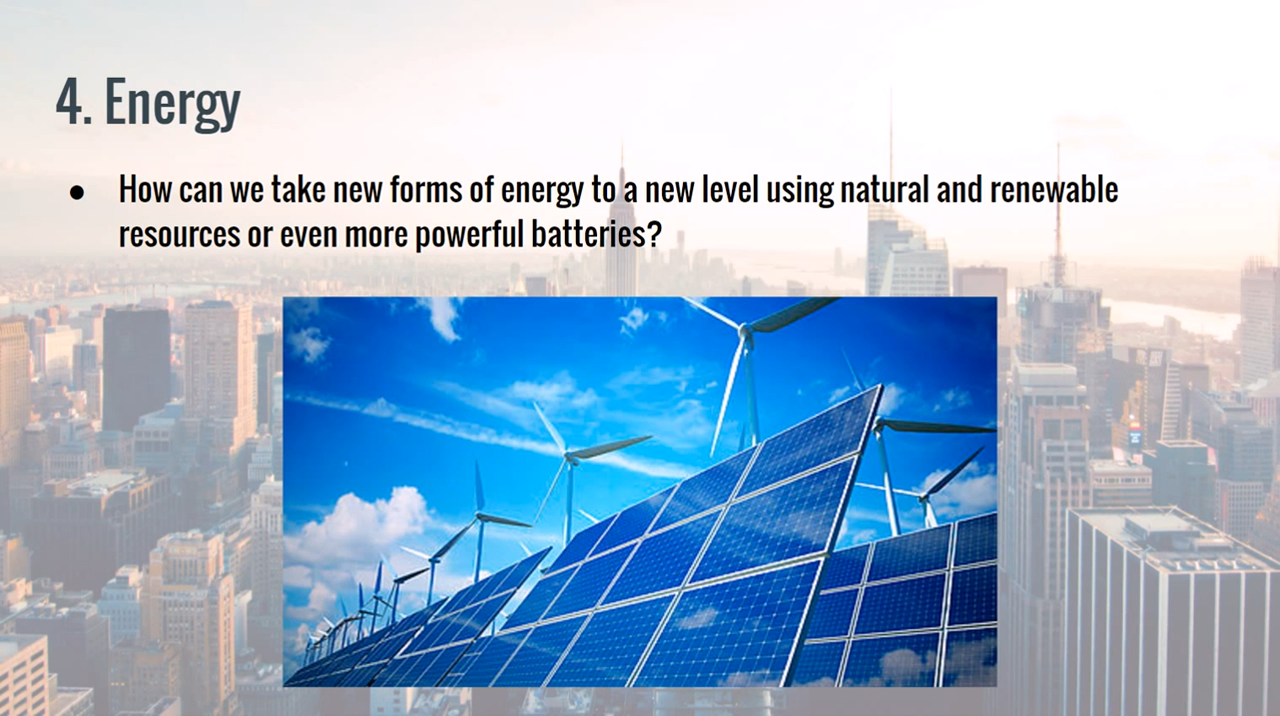 4. Energy
● How can we take new forms of energy to a new level using natural and renewable
resources or even more powerful batteries?